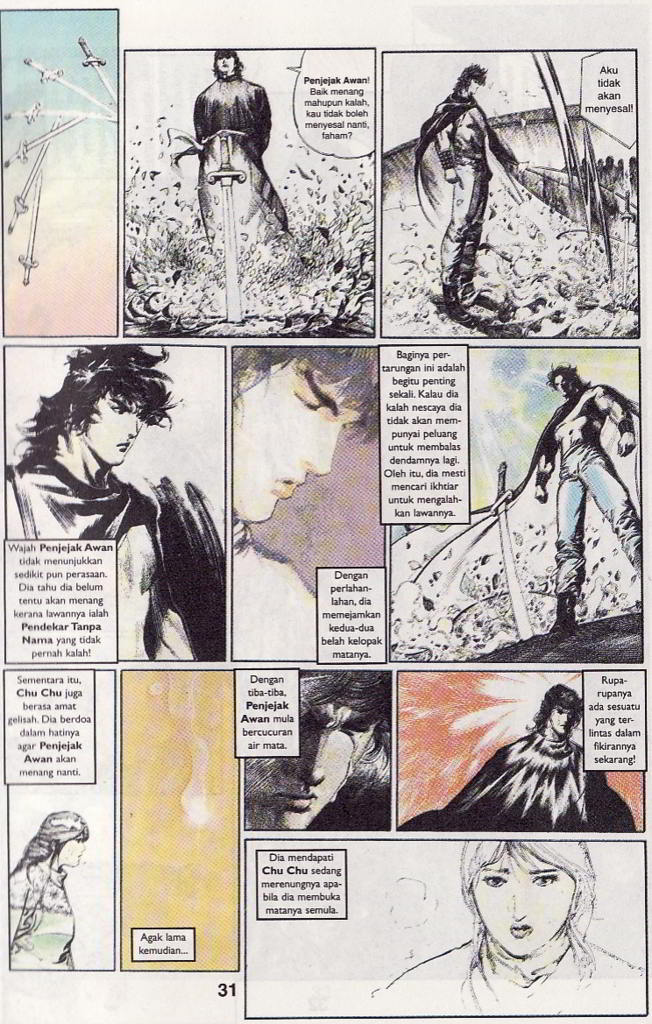 Penjejak Awan!
Baik menang
mahupun kalah,
kau tidak boleh
menyesal nanti,
faham?
Aku
tidak
akan
menyesal!
Wajah Penjejak Awan
tidak menunjukkan
sedikit pun perasaan.
Dia tahu dia belum
tentu akan menang
kerana lawannya ialah
Pendekar Tanpa
Nama yang tidak
pernah kalah!
Dengan
perlahan-
lahan, dia
memejamkan
kedua-dua
belah kelopak
matanya.
Baginya per-
tarungan ini adalah
begitu penting
sekali. Kalau dia
kalah nescaya dia
tidak akan mem-
punyai peluang
untuk membalas
dendamnya lagi.
Oleh itu, dia mesti
mencari ikhtiar
untuk mengalah-
kan lawannya.
Sementara itu,
Chu Chu juga
berasa amat
gelisah. Dia berdoa
dalam hatinya
agar Penjejak
Awan akan
menang nanti.
Agak lama
kemudian...
Dengan
tiba-tiba,
Penjejak
Awan mula
bercucuran
air mata.
Rupa-
rupanya
ada sesuatu
yang ter-
lintas dalam
fikirannya
sekarang!
Dia mendapati
Chu Chu sedang
merenungnya apa-
bila dia membuka
matanya semula.
31